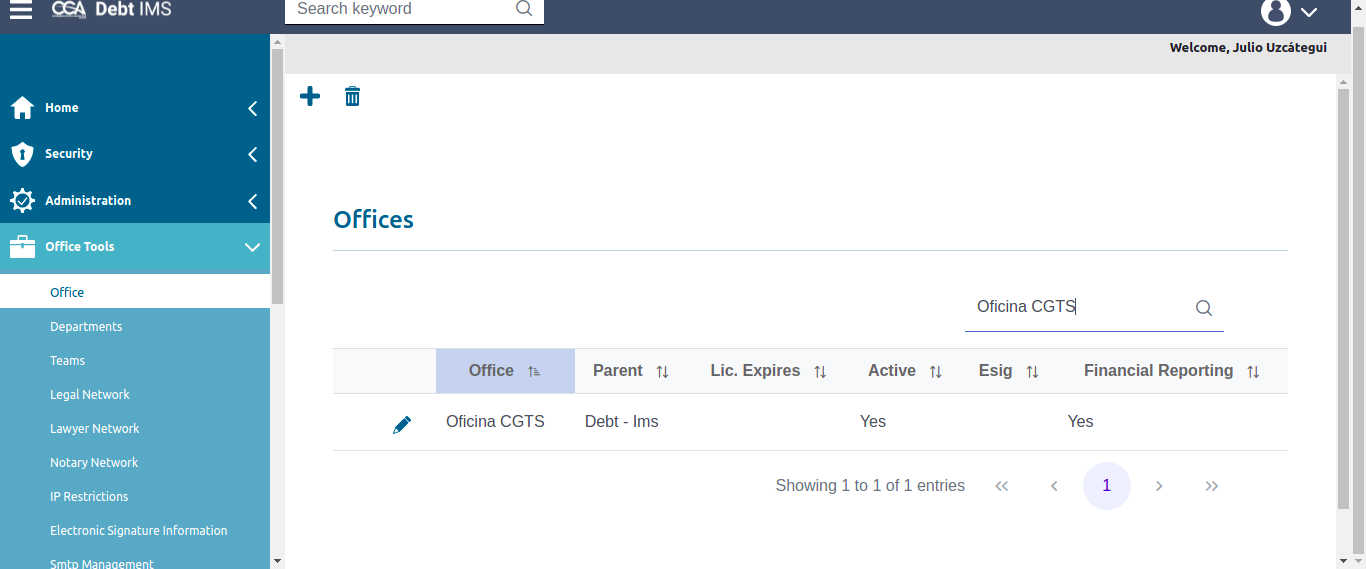 CGA Debt IMS
Search keyword
Welcome, Julio Uzcátegui
Home
Security
Administration
Office Tools
Office
Departments
Teams
Legal Network
Lawyer Network
Notary Network
IP Restrictions
Electronic Signature Information
Smtp Management
Offices
Oficina CGTS
Office Parent Lic. Expires Active Esig Financial Reporting
Oficina CGTS Debt - Ims Yes Yes
Showing 1 to 1 of 1 entries « ‹ 1 › »